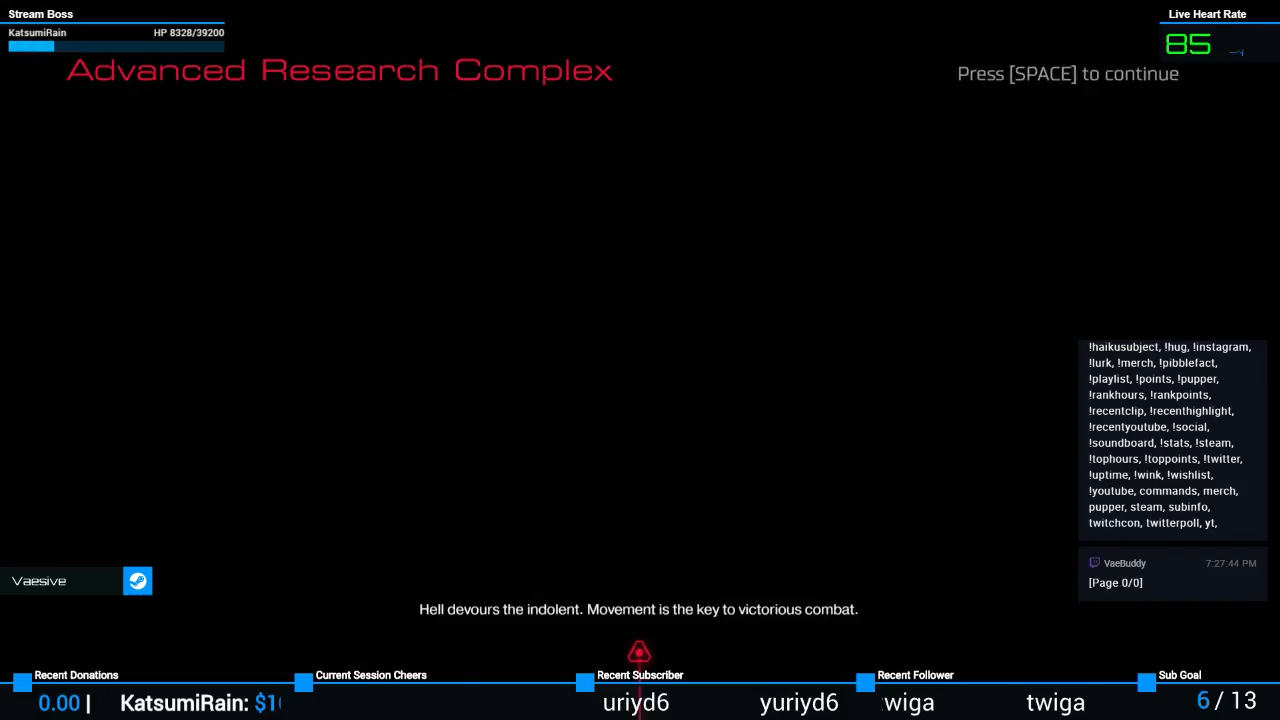 Stream Boss
KatsumiRain HP 8328/39200
Live Heart Rate
85
Advanced Research Complex
Press [SPACE] to continue
!haikusubject, !hug, !instagram,
!lurk, !merch, !pibblefact,
!playlist, !points, !pupper,
!rankhours, !rankpoints,
!recentclip, !recenthighlight,
!recentyoutube, !social,
!soundboard, !stats, !steam,
!tophours, !toppoints, !twitter,
!uptime, !wink, !wishlist,
!youtube, commands, merch,
pupper, steam, subinfo,
twitchcon, twitterpoll, yt,
VaeBuddy 7:27:44 PM
[Page 0/0]
Vaesive
Hell devours the indolent. Movement is the key to victorious combat.
Recent Donations
0.00 | KatsumiRain: $1
Current Session Cheers
Recent Subscriber
uriyd6 yuriyd6
Recent Follower
wiga twiga
Sub Goal
6 / 13